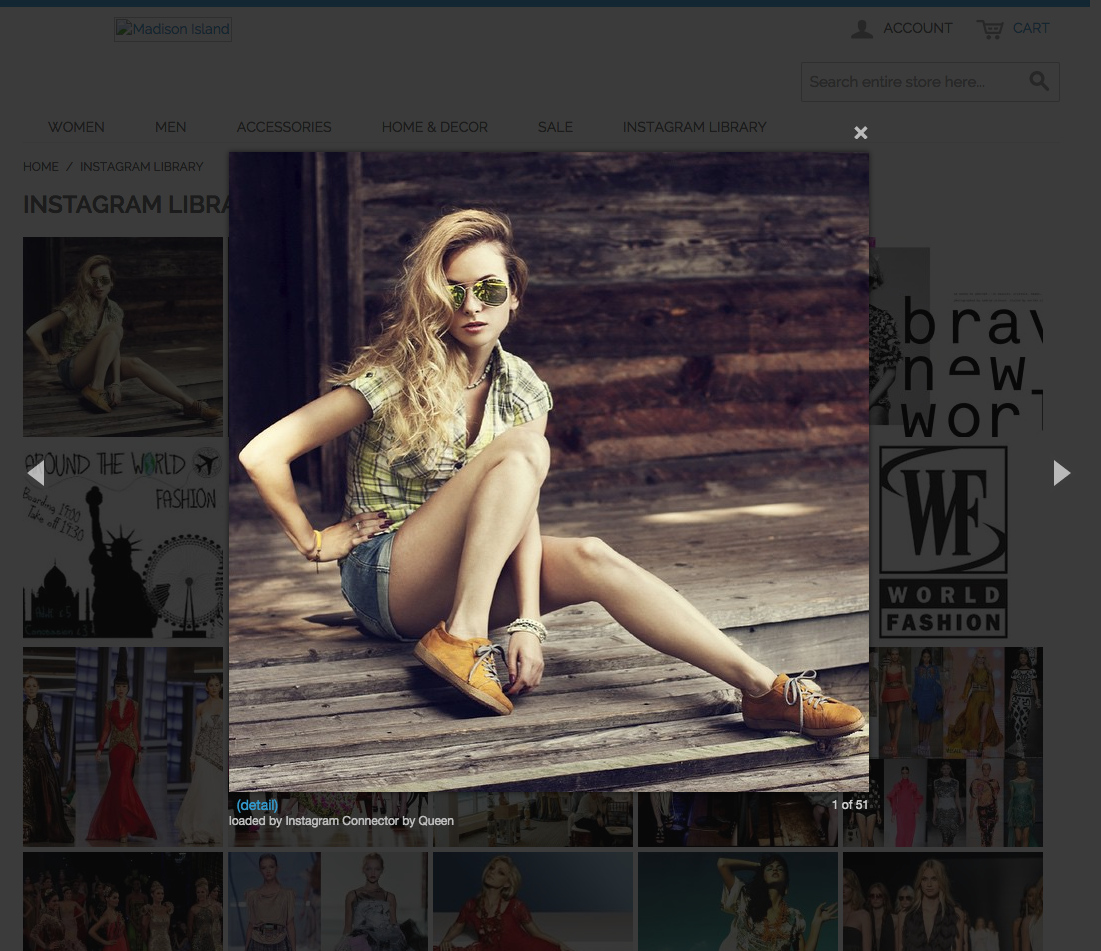 Madison Island
ACCOUNT
CART
Search entire store here...
WOMEN
MEN
ACCESSORIES
HOME & DECOR
SALE
INSTAGRAM LIBRARY
HOME / INSTAGRAM LIBRARY
INSTAGRAM LIBRA
new
AROUND THE WORLD
FASHION
Boarding 19:00
Take off 19:30
WF
WORLD
FASHION
(detail)
1 of 51
loaded by Instagram Connector by Queen